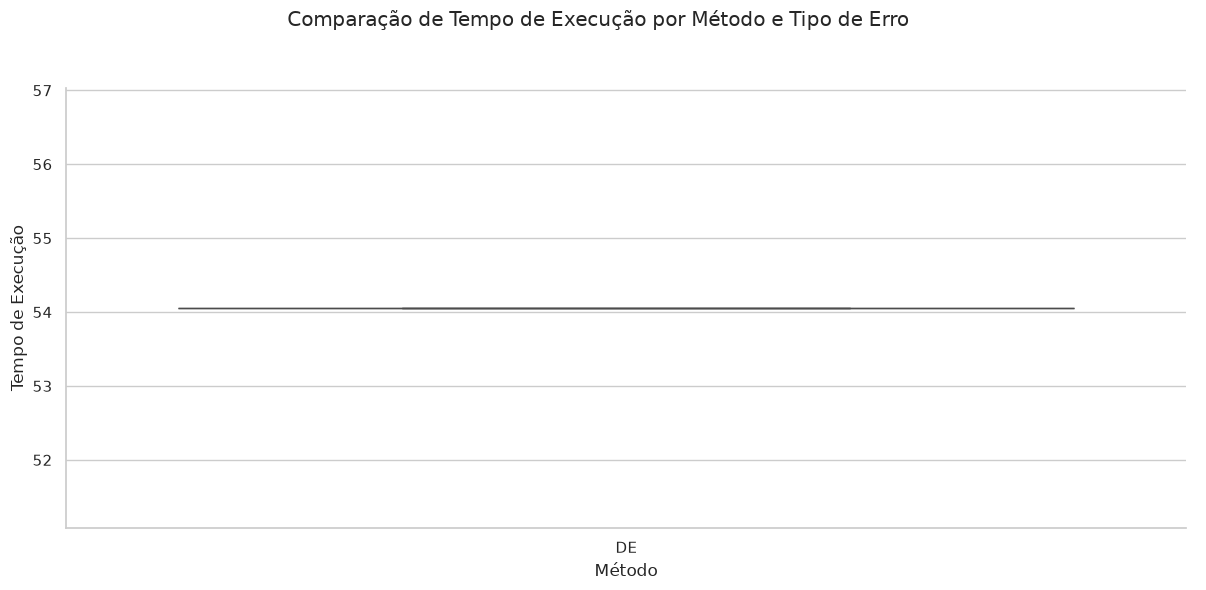 Comparação de Tempo de Execução por Método e Tipo de Erro
57
56
55
54
53
52
Tempo de Execução
DE
Método